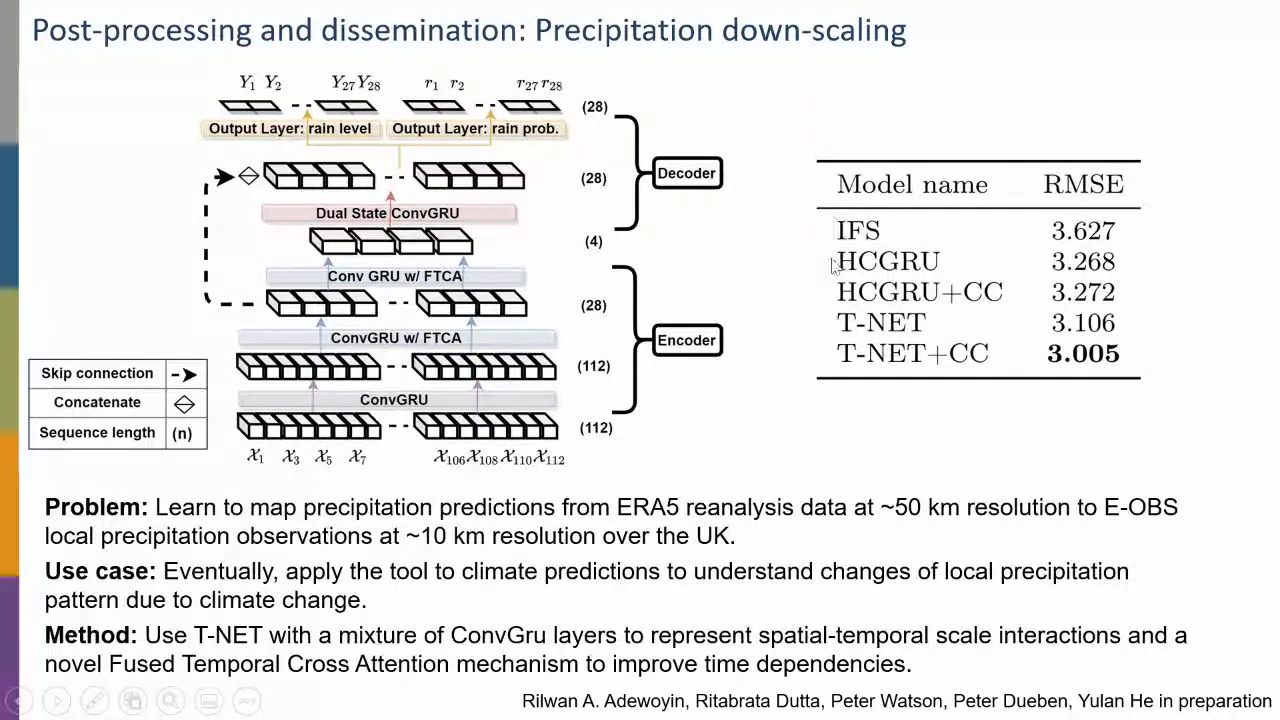 Post-processing and dissemination: Precipitation down-scaling
Y1 Y2 Y27 Y28 r1 r2 r27 r28
(28)
Output Layer: rain level Output Layer: rain prob.
(28)
Decoder
Dual State ConvGRU
(4)
Conv GRU w/ FTCA
(28)
ConvGRU w/ FTCA
Encoder
(112)
ConvGRU
(112)
X1 X3 X5 X7 X106 X108 X110 X112
Skip connection
Concatenate
Sequence length (n)
Model name RMSE
IFS 3.627
HCGRU 3.268
HCGRU+CC 3.272
T-NET 3.106
T-NET+CC 3.005
Problem: Learn to map precipitation predictions from ERA5 reanalysis data at ~50 km resolution to E-OBS
local precipitation observations at ~10 km resolution over the UK.
Use case: Eventually, apply the tool to climate predictions to understand changes of local precipitation
pattern due to climate change.
Method: Use T-NET with a mixture of ConvGru layers to represent spatial-temporal scale interactions and a
novel Fused Temporal Cross Attention mechanism to improve time dependencies.
Rilwan A. Adewoyin, Ritabrata Dutta, Peter Watson, Peter Dueben, Yulan He in preparation